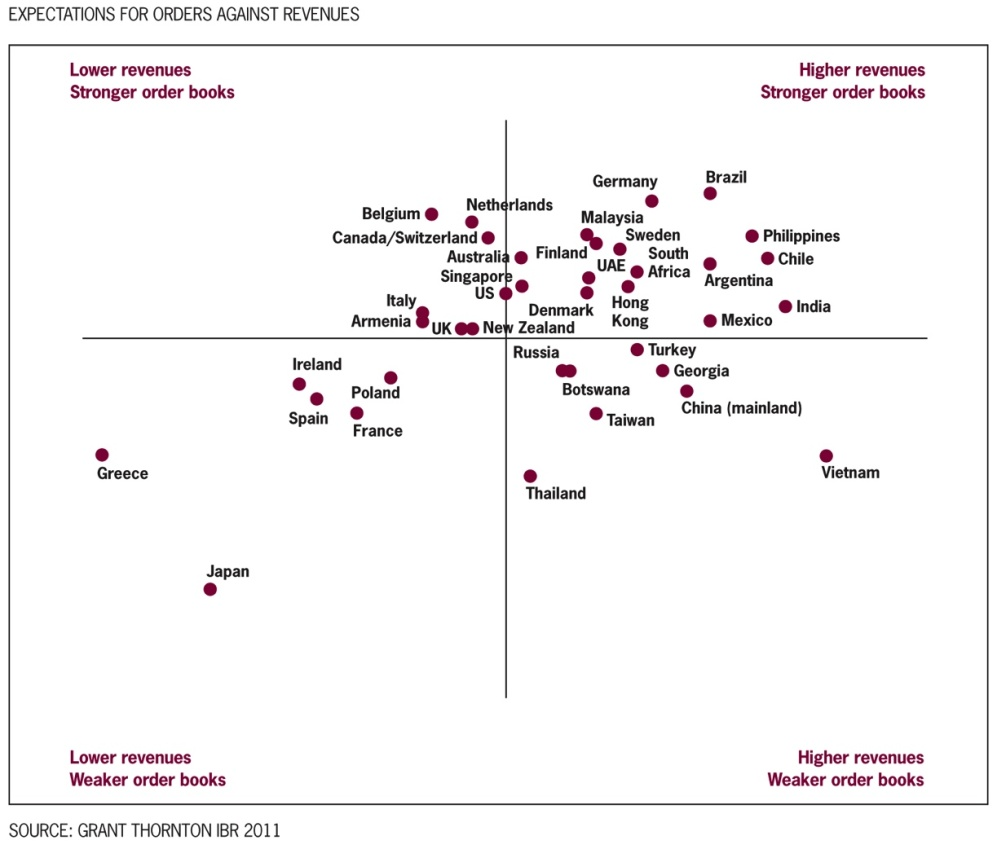 EXPECTATIONS FOR ORDERS AGAINST REVENUES
Lower revenues
Stronger order books
Higher revenues
Stronger order books
Brazil
Germany
Netherlands
Belgium
Malaysia
Canada/Switzerland
Sweden
Philippines
Finland
South
Africa
Australia
Chile
UAE
Singapore
Argentina
US
Italy
Denmark
Hong
Kong
India
Armenia
Mexico
UK
New Zealand
Russia
Turkey
Ireland
Georgia
Poland
Botswana
Spain
China (mainland)
France
Taiwan
Greece
Vietnam
Thailand
Japan
Lower revenues
Weaker order books
Higher revenues
Weaker order books
SOURCE: GRANT THORNTON IBR 2011